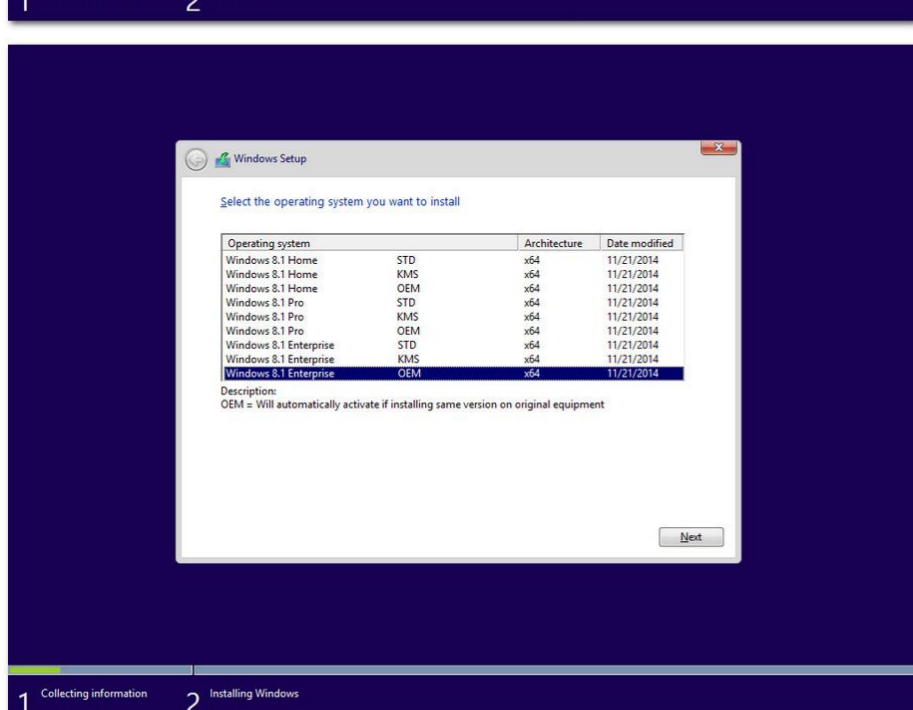 1 2
Windows Setup
Select the operating system you want to install
Operating system Architecture Date modified
Windows 8.1 Home STD x64 11/21/2014
Windows 8.1 Home KMS x64 11/21/2014
Windows 8.1 Home OEM x64 11/21/2014
Windows 8.1 Pro STD x64 11/21/2014
Windows 8.1 Pro KMS x64 11/21/2014
Windows 8.1 Pro OEM x64 11/21/2014
Windows 8.1 Enterprise STD x64 11/21/2014
Windows 8.1 Enterprise KMS x64 11/21/2014
Windows 8.1 Enterprise OEM x64 11/21/2014
Description:
OEM = Will automatically activate if installing same version on original equipment
Next
1 Collecting information 2 Installing Windows